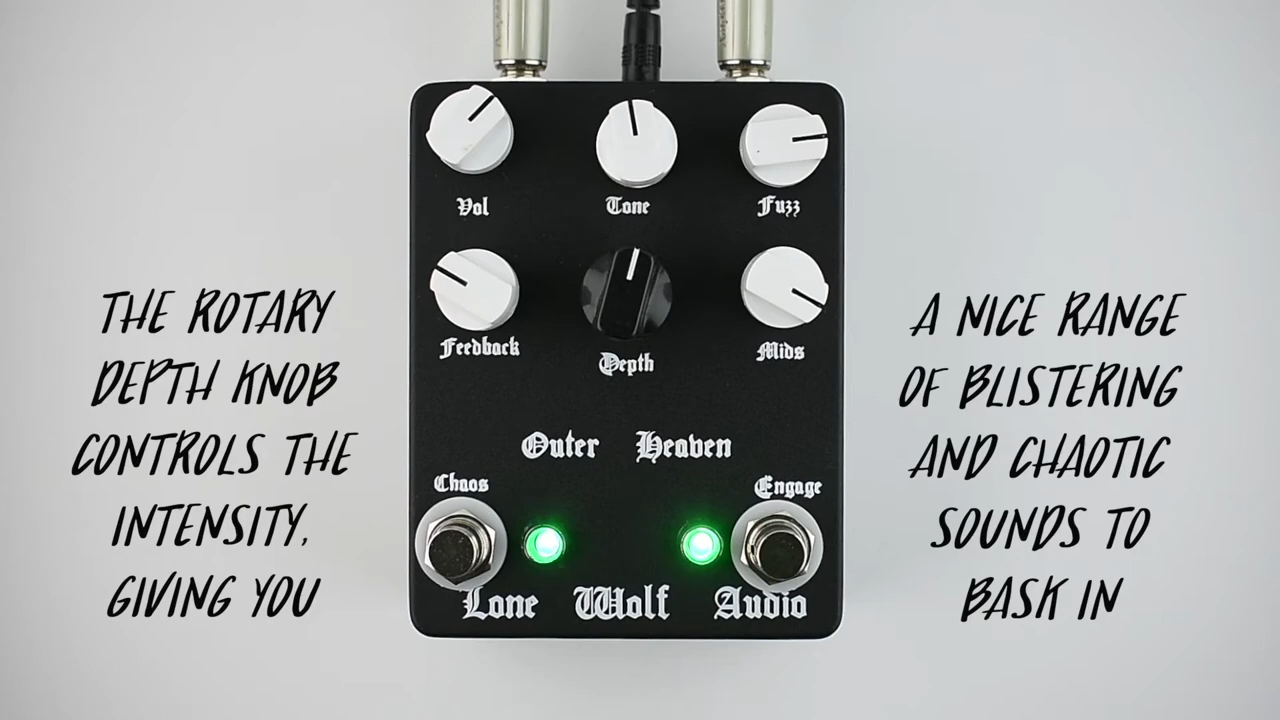 Vol
Tone
Fuzz
Feedback
Depth
Mids
THE ROTARY
DEPTH KNOB
CONTROLS THE
INTENSITY,
GIVING YOU
A NICE RANGE
OF BLISTERING
AND CHAOTIC
SOUNDS TO
BASK IN
Outer Heaven
Chaos
Engage
Lone Wolf Audio